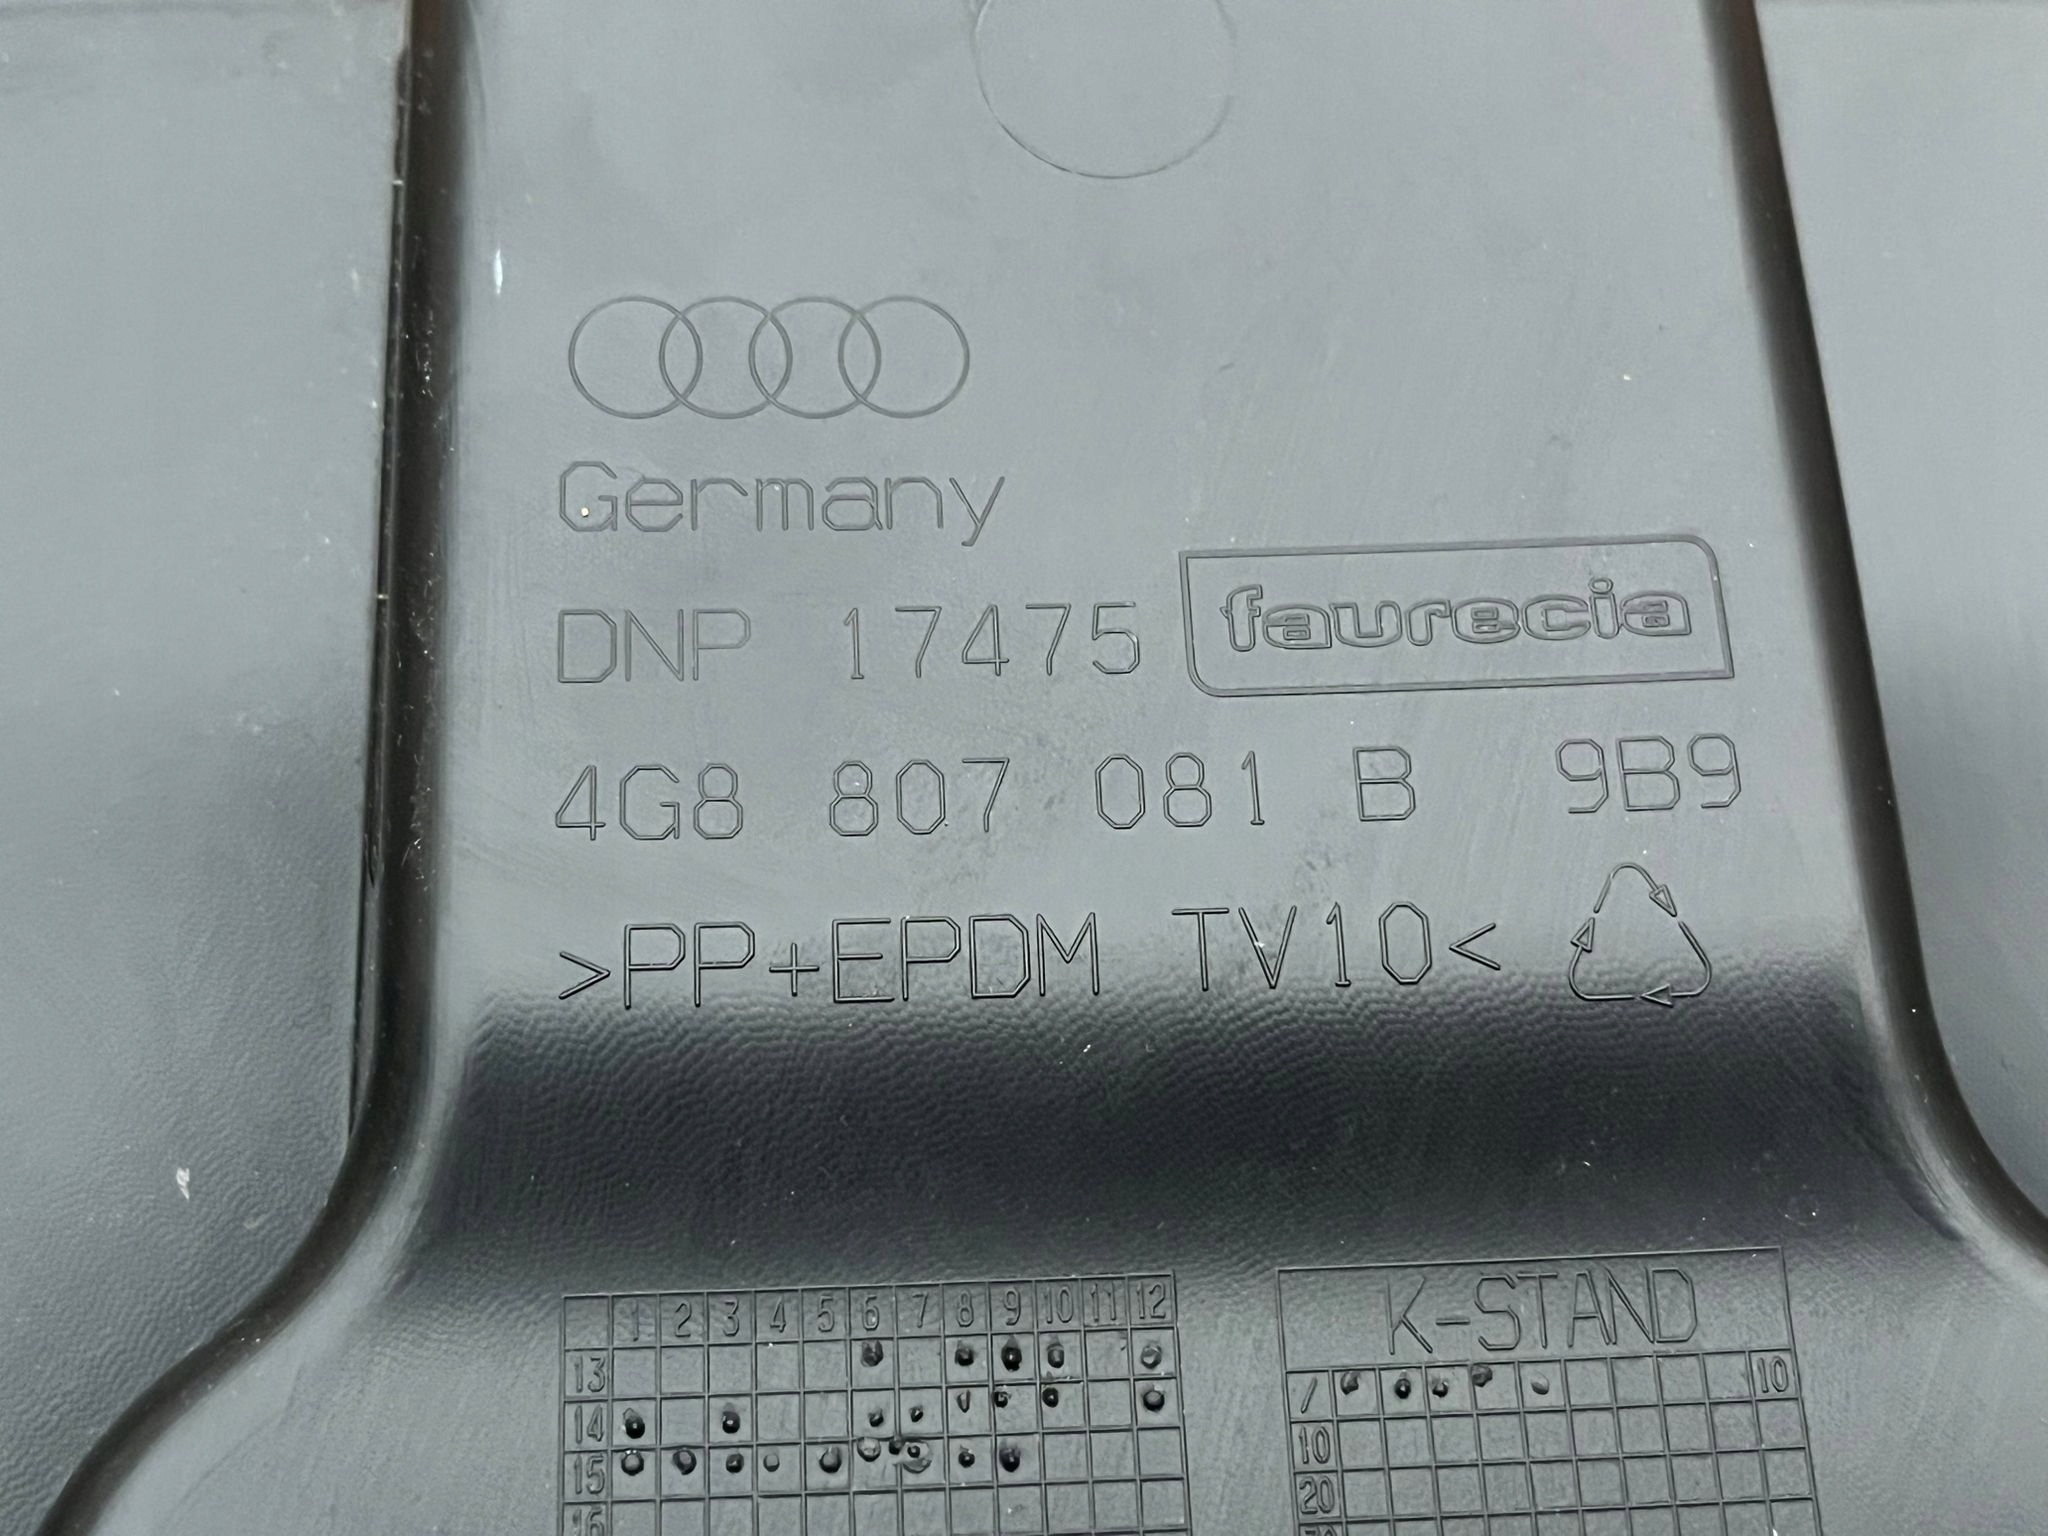 Germany
DNP 17475
faurecia
4G8 807 081 B 9B9
>PP+EPDM TV10<
1 2 3 4 5 6 7 8 9 10 11 12
13
14
15
16
K-STAND
/ 10
10
20